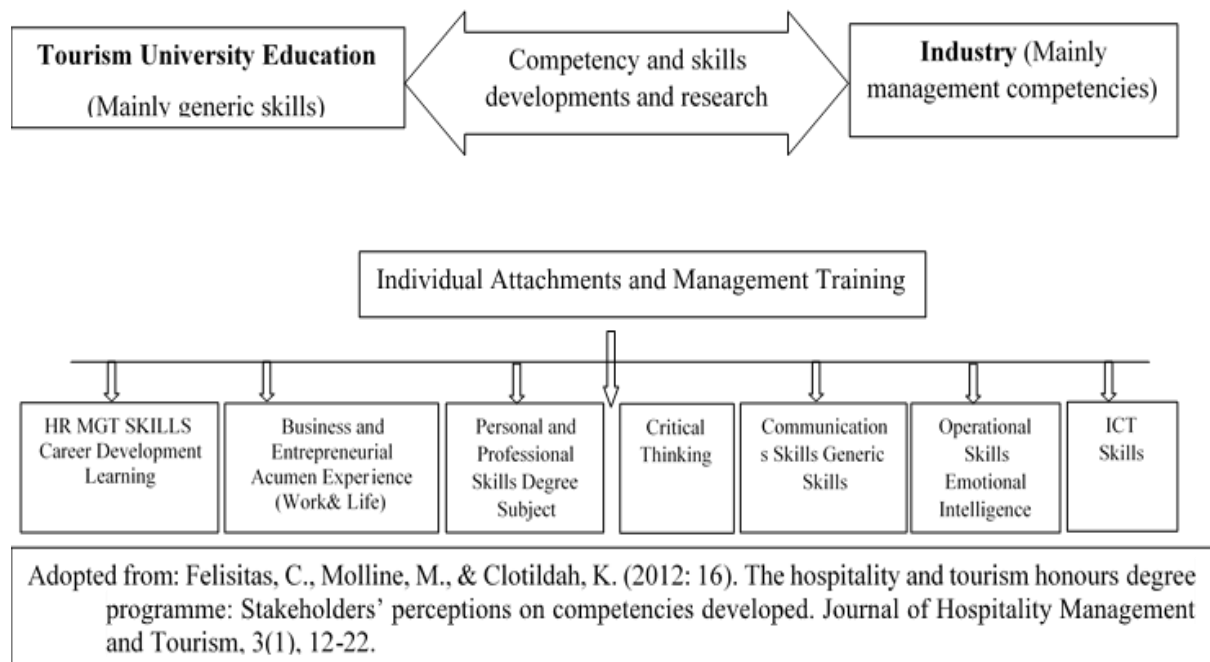 Tourism University Education
(Mainly generic skills)
Competency and skills
developments and research
Industry (Mainly
management competencies)
Individual Attachments and Management Training
HR MGT SKILLS
Career Development
Learning
Business and
Entrepreneurial
Acumen Experience
(Work& Life)
Personal and
Professional
Skills Degree
Subject
Critical
Thinking
Communication
s Skills Generic
Skills
Operational
Skills
Emotional
Intelligence
ICT
Skills
Adopted from: Felisitas, C., Molline, M., & Clotildah, K. (2012: 16). The hospitality and tourism honours degree
programme: Stakeholders’ perceptions on competencies developed. Journal of Hospitality Management
and Tourism, 3(1), 12-22.